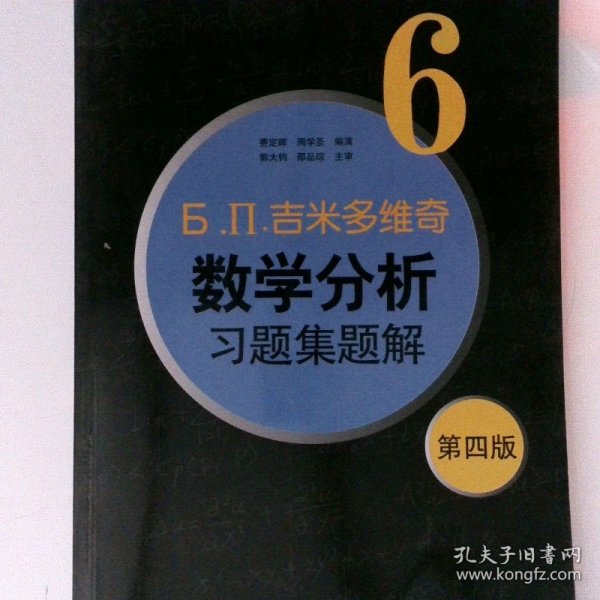 6
费定晖 周学圣 编演
郭大钧 邵品琮 主审
Б.П.吉米多维奇
数学分析
习题集题解
第四版
孔夫子旧书网
www.kongfz.com